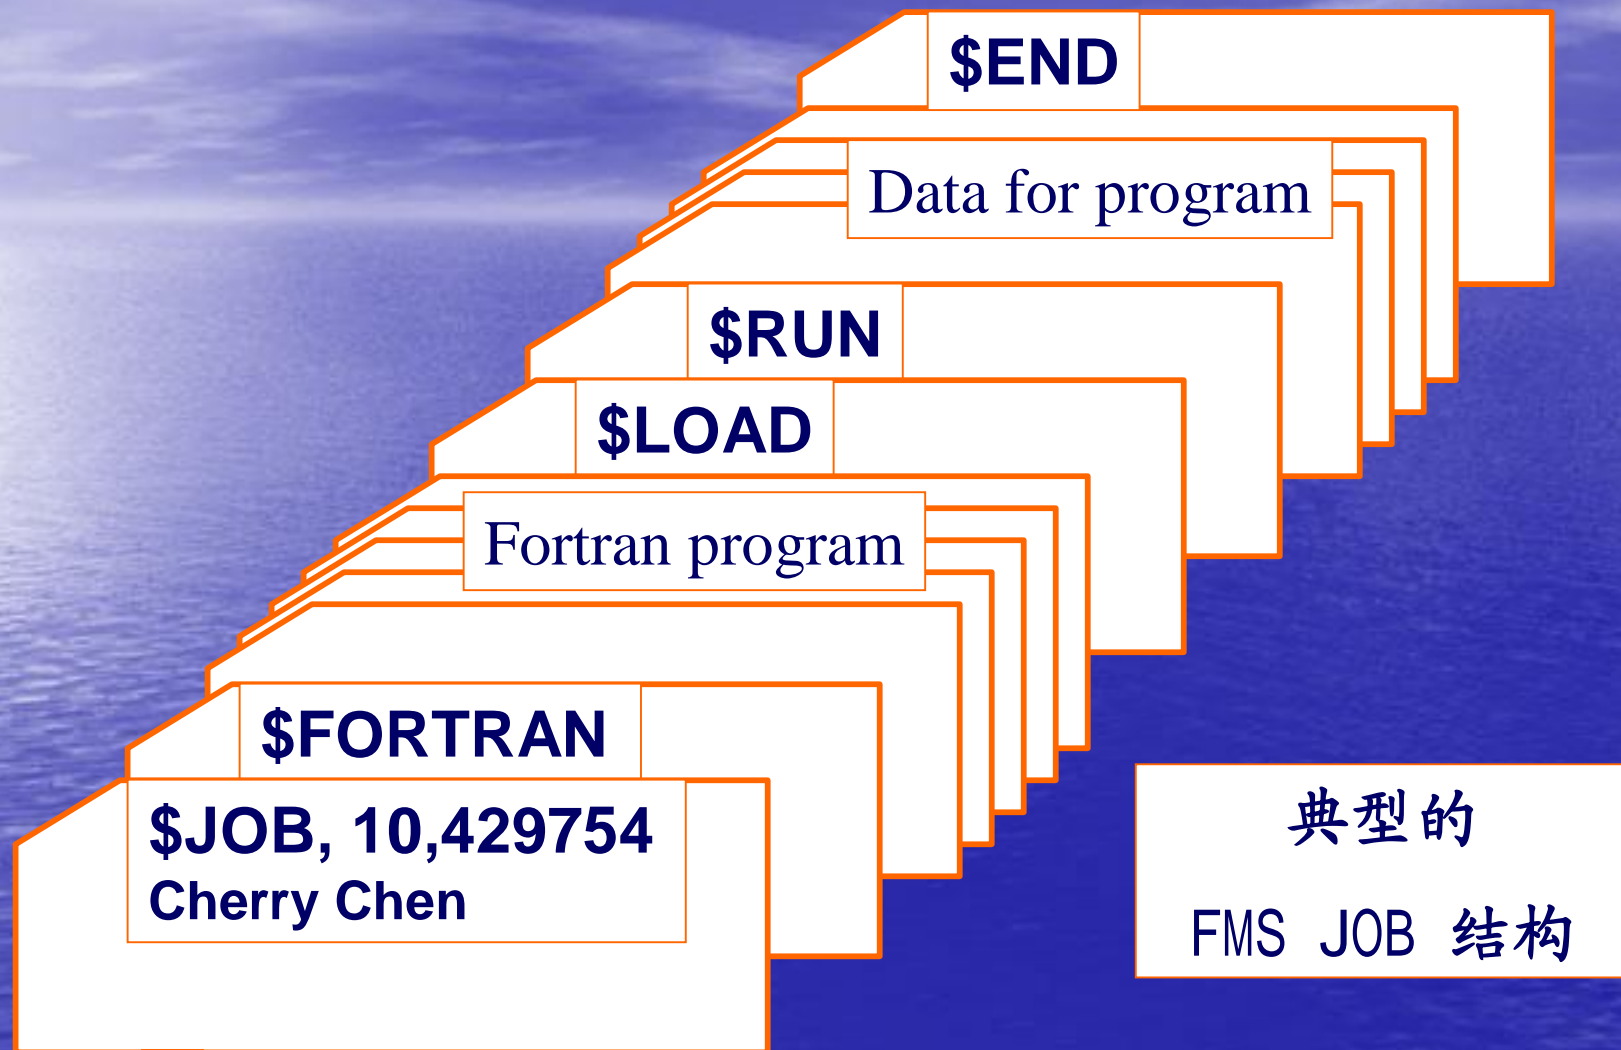 $END
Data for program
$RUN
$LOAD
Fortran program
$FORTRAN
$JOB, 10,429754
Cherry Chen
典型的
FMS JOB 结构